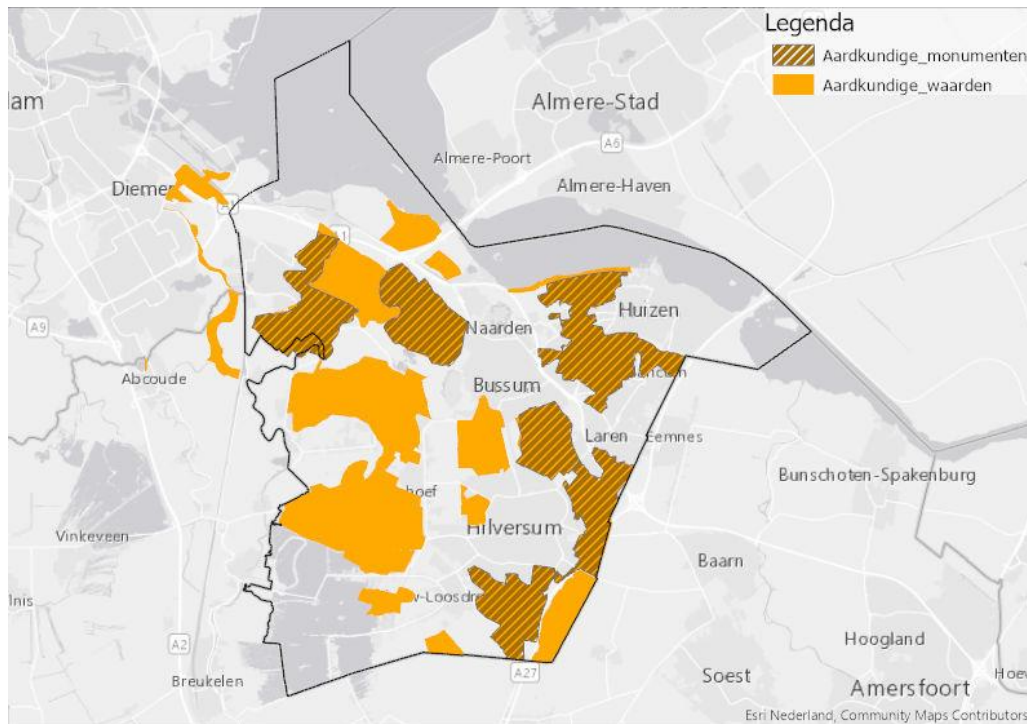 Legenda
Aardkundige_monumenten
Aardkundige_waarden
Almere-Stad
A6
Almere-Poort
Almere-Haven
A1
A1
A9
Naarden
Huizen
Abcoude
Bussum
Laren
Eemnes
Bunschoten-Spakenburg
Hilversum
Vinkeveen
Baarn
A2
Hoogland
Breukelen
A27
Soest
Amersfoort
Esri Nederland, Community Maps Contributors